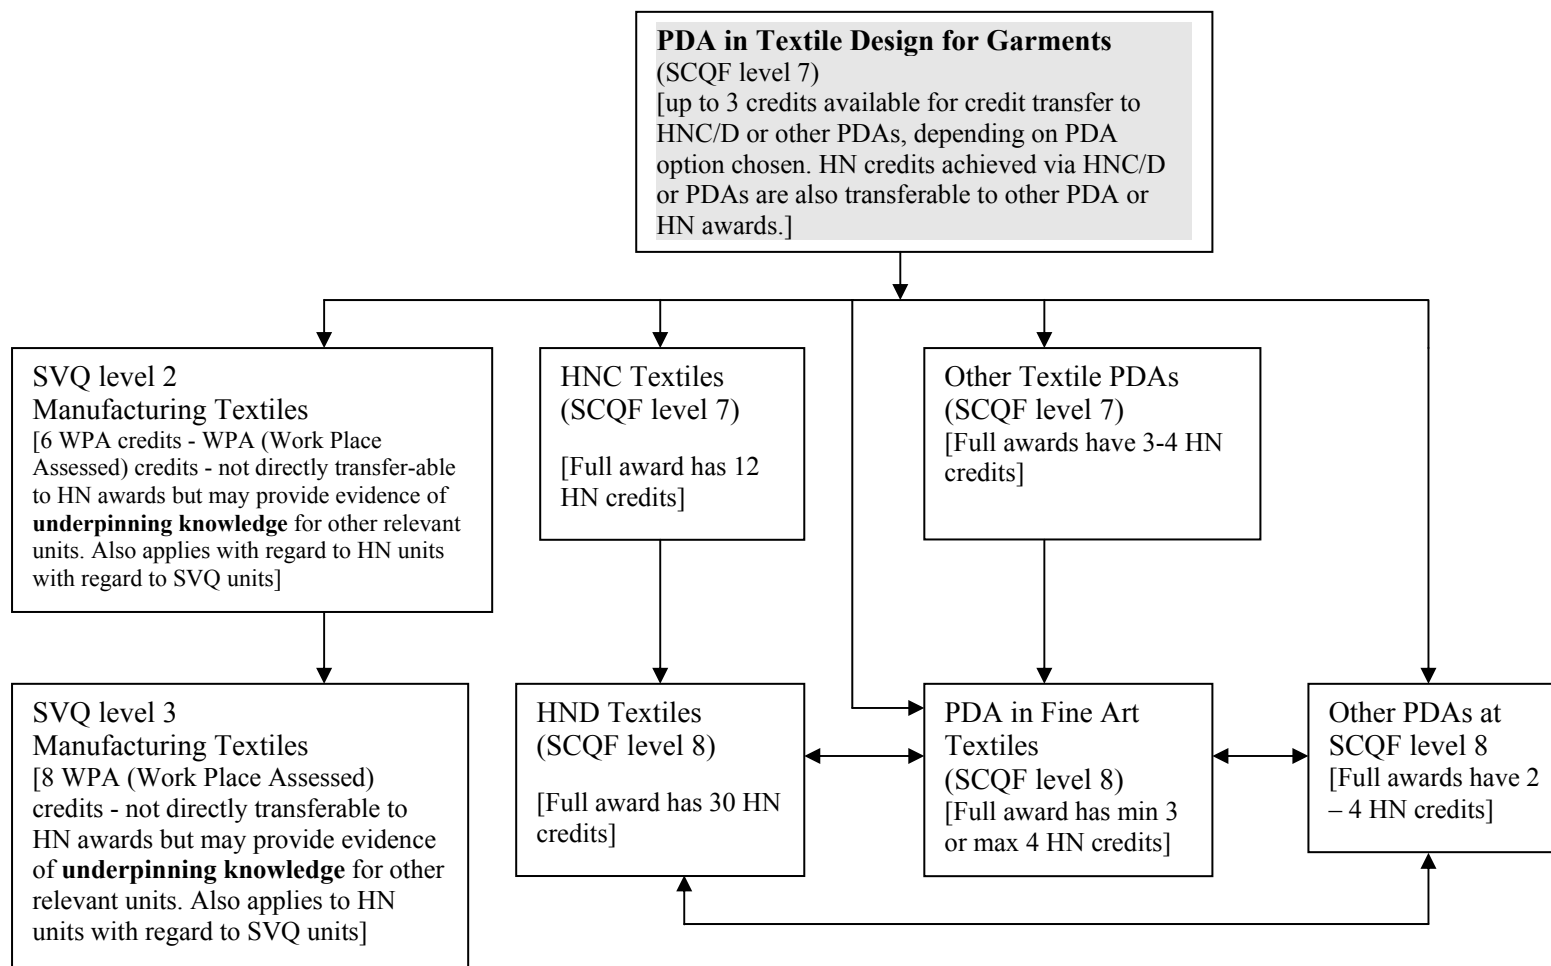 PDA in Textile Design for Garments
(SCQF level 7)
[up to 3 credits available for credit transfer to
HNC/D or other PDAs, depending on PDA
option chosen. HN credits achieved via HNC/D
or PDAs are also transferable to other PDA or
HN awards.]
SVQ level 2
Manufacturing Textiles
[6 WPA credits - WPA (Work Place
Assessed) credits - not directly transfer-able
to HN awards but may provide evidence of
underpinning knowledge for other relevant
units. Also applies with regard to HN units
with regard to SVQ units]
HNC Textiles
(SCQF level 7)
[Full award has 12
HN credits]
Other Textile PDAs
(SCQF level 7)
[Full awards have 3-4 HN
credits]
SVQ level 3
Manufacturing Textiles
[8 WPA (Work Place Assessed)
credits - not directly transferable to
HN awards but may provide evidence
of underpinning knowledge for other
relevant units. Also applies to HN
units with regard to SVQ units]
HND Textiles
(SCQF level 8)
[Full award has 30 HN
credits]
PDA in Fine Art
Textiles
(SCQF level 8)
[Full award has min 3
or max 4 HN credits]
Other PDAs at
SCQF level 8
[Full awards have 2
– 4 HN credits]